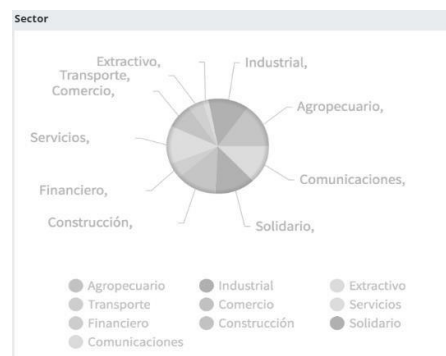 Sector
Extractivo,
Industrial,
Transporte,
Comercio,
Agropecuario,
Servicios,
Comunicaciones,
Financiero,
Construcción,
Solidario,
Agropecuario
Industrial
Extractivo
Transporte
Comercio
Servicios
Financiero
Construcción
Solidario
Comunicaciones